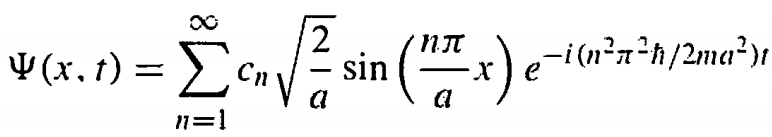 Ψ(x, t) = ∑_{n=1}^{∞} c_n √(2/a) sin(nπ/a x) e^{−i(n²π²ℏ/2ma²)t}